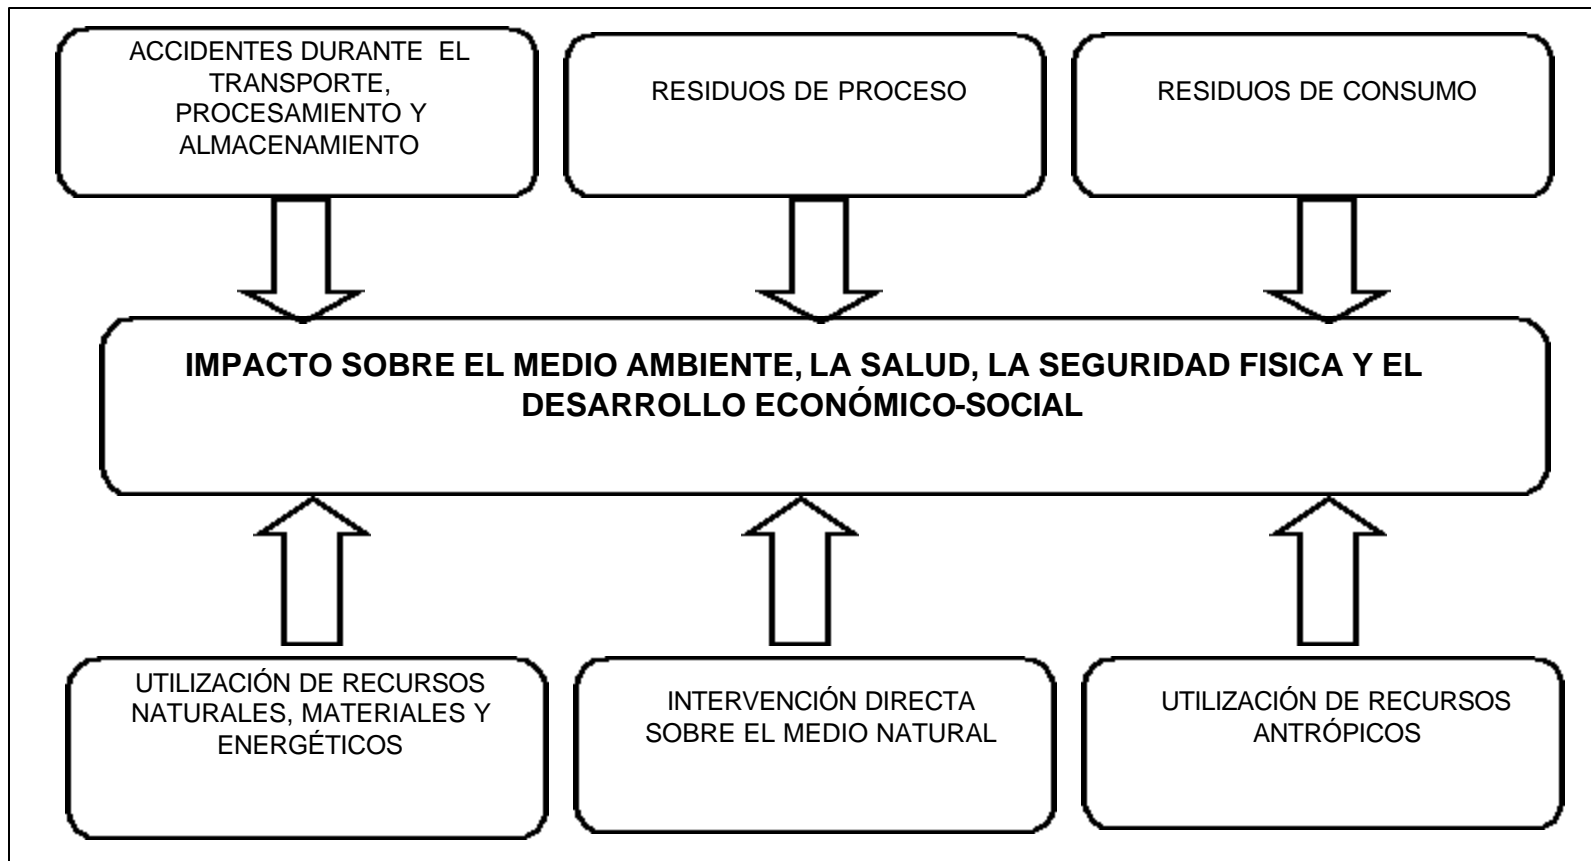 ACCIDENTES DURANTE EL
TRANSPORTE,
PROCESAMIENTO Y
ALMACENAMIENTO
RESIDUOS DE PROCESO
RESIDUOS DE CONSUMO
IMPACTO SOBRE EL MEDIO AMBIENTE, LA SALUD, LA SEGURIDAD FISICA Y EL
DESARROLLO ECONÓMICO-SOCIAL
UTILIZACIÓN DE RECURSOS
NATURALES, MATERIALES Y
ENERGÉTICOS
INTERVENCIÓN DIRECTA
SOBRE EL MEDIO NATURAL
UTILIZACIÓN DE RECURSOS
ANTRÓPICOS